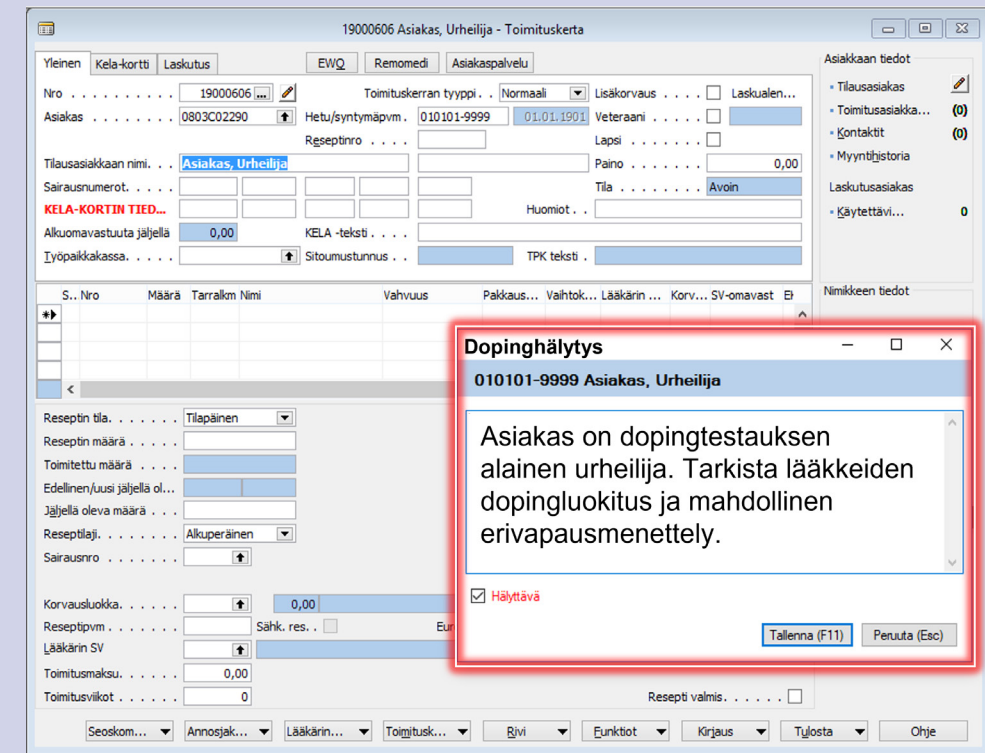 19000606 Asiakas, Urheilija - Toimituskerta
Yleinen Kela-kortti Laskutus EWQ Remomedi Asiakaspalvelu
Nro . . . . . . . . . . 19000606 ... Toimituskerran tyyppi . . Normaali Lisäkorvaus . . . . Laskualen...
Asiakas . . . . . . . . 0803C02290 Hetu/syntymäpvm . 010101-9999 01.01.1901 Veteraani . . . . .
Reseptinro . . . . Lapsi . . . . . . .
Tilausasiakkaan nimi . . . Asiakas, Urheilija Paino . . . . . . . 0,00
Sairausnumerot . . . . . Tila . . . . . . . . Avoin
KELA-KORTIN TIED... Huomiot . .
Alkuomavastuuta jäljellä 0,00 KELA -teksti . . . .
Työpaikkakassa . . . . . Sitoumustunnus . . TPK teksti .
S.. Nro Määrä Tarralkm Nimi Vahvuus Pakkaus... Vaihtok... Lääkärin ... Korv... SV-omavast
Reseptin tila . . . . . . . Tilapäinen
Reseptin määrä . . . . .
Toimitettu määrä . . . .
Edellinen/uusi jäljellä ol...
Jäljellä oleva määrä . . .
Reseptilaji . . . . . . . . Alkuperäinen
Sairausnro . . . . . . .
Korvausluokka . . . . . . 0,00
Reseptipvm . . . . . . . Sähk. res. . . Eur
Lääkärin SV
Toimitusmaksu . . . . . . 0,00
Toimitusviikot . . . . . . 0 Resepti valmis . . . . . .
Seoskom... Annosjak... Lääkärin... Toimitusk... Rivi Funktiot Kirjaus Tulosta Ohje
Asiakkaan tiedot
Tilausasiakas
Toimitusasiakka... (0)
Kontaktit (0)
Myyntihistoria
Laskutusasiakas
Käytettävi... 0
Nimikkeen tiedot
Dopinghälytys
010101-9999 Asiakas, Urheilija
Asiakas on dopingtestauksen
alainen urheilija. Tarkista lääkkeiden
dopingluokitus ja mahdollinen
erivapausmenettely.
Hälyttävä
Tallenna (F11) Peruuta (Esc)